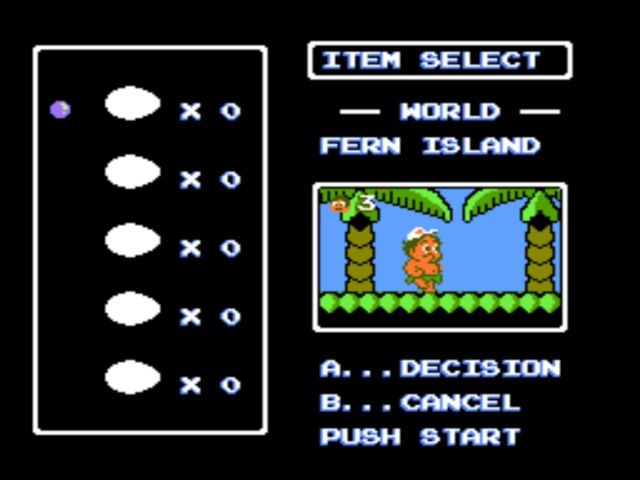 X 0
X 0
X 0
X 0
X 0
ITEM SELECT
— WORLD —
FERN ISLAND
3
A...DECISION
B...CANCEL
PUSH START